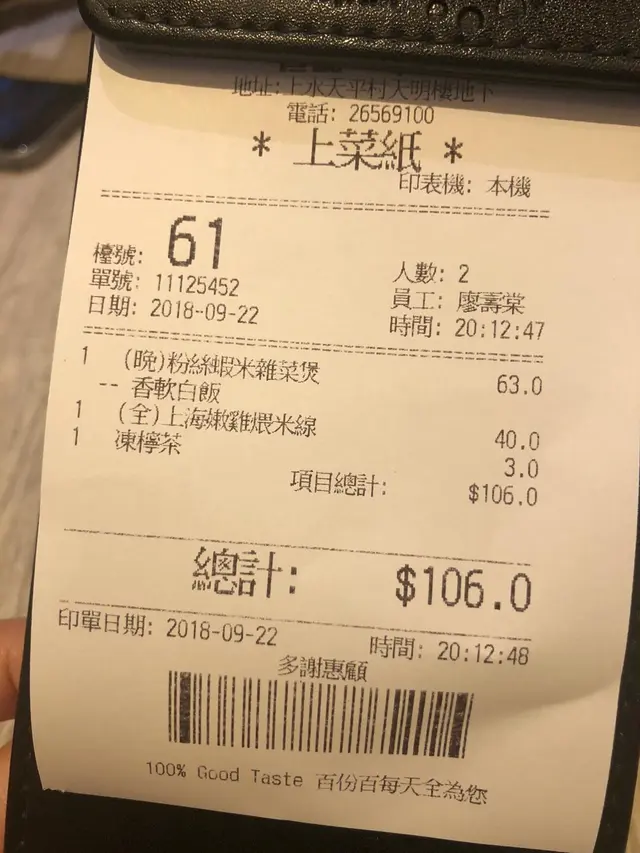 地址:上水天平村天明樓地下
電話: 26569100
* 上菜紙 *
印表機: 本機
檯號: 61
人數: 2
單號: 11125452
員工: 廖壽棠
日期: 2018-09-22
時間: 20:12:47
1 (晚)粉絲蝦米雜菜煲 63.0
-- 香軟白飯
1 (全)上海嫩雞煨米線 40.0
1 凍檸茶 3.0
項目總計: $106.0
總計: $106.0
印單日期: 2018-09-22 時間: 20:12:48
多謝惠顧
100% Good Taste 百份百每天全為您